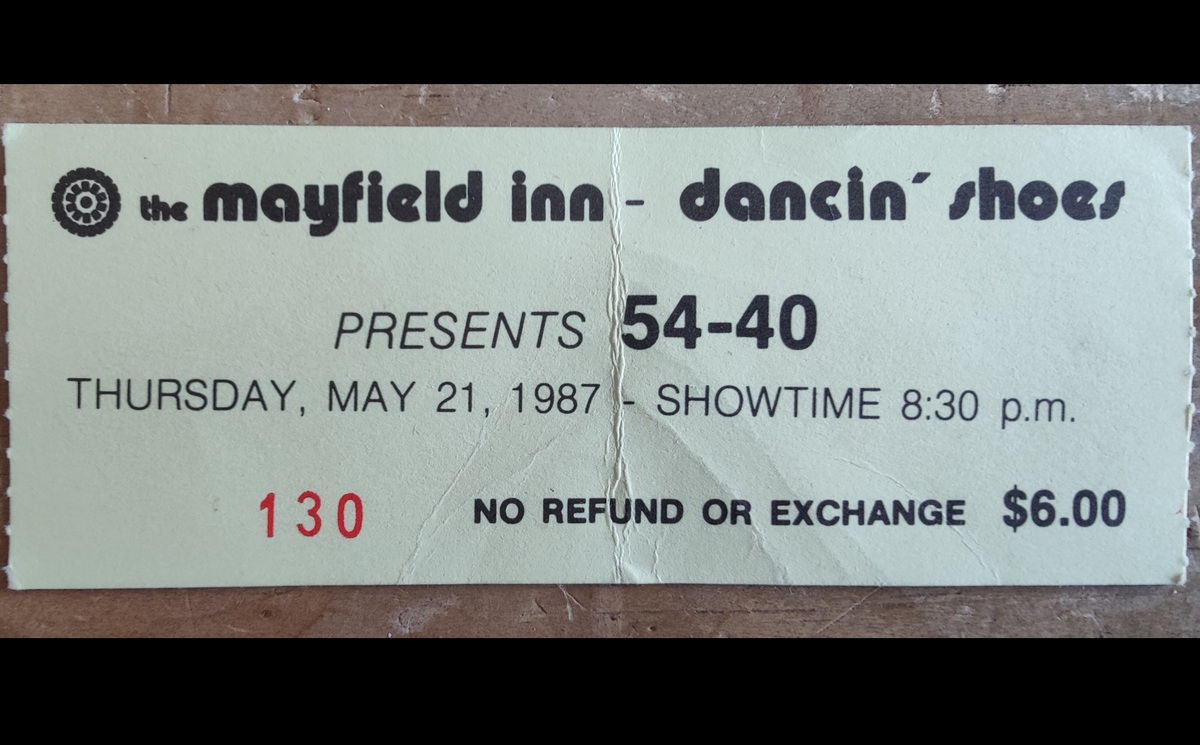 the mayfield inn - dancin' shoes
PRESENTS 54-40
THURSDAY, MAY 21, 1987 - SHOWTIME 8:30 p.m.
130 NO REFUND OR EXCHANGE $6.00